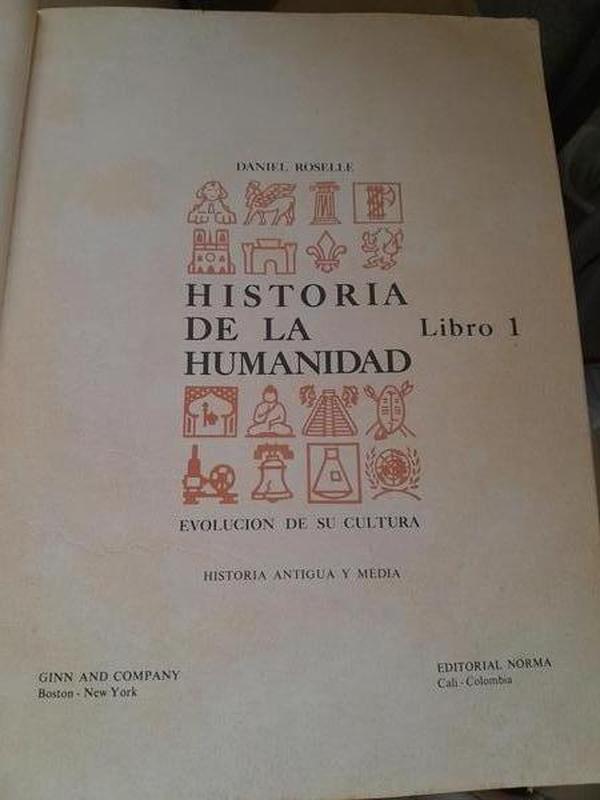 DANIEL ROSELLE
HISTORIA
DE LA
HUMANIDAD
Libro 1
EVOLUCION DE SU CULTURA
HISTORIA ANTIGUA Y MEDIA
GINN AND COMPANY
Boston - New York
EDITORIAL NORMA
Cali - Colombia